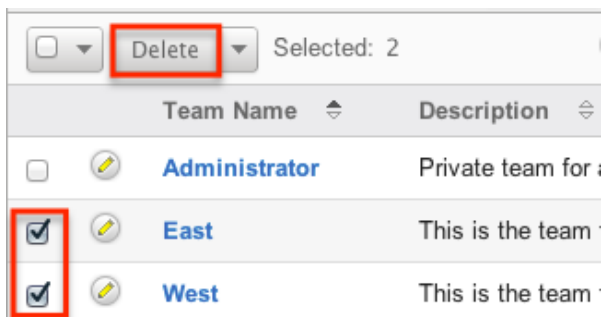 Delete Selected: 2
Team Name Description
Administrator Private team for a
East This is the team
West This is the team